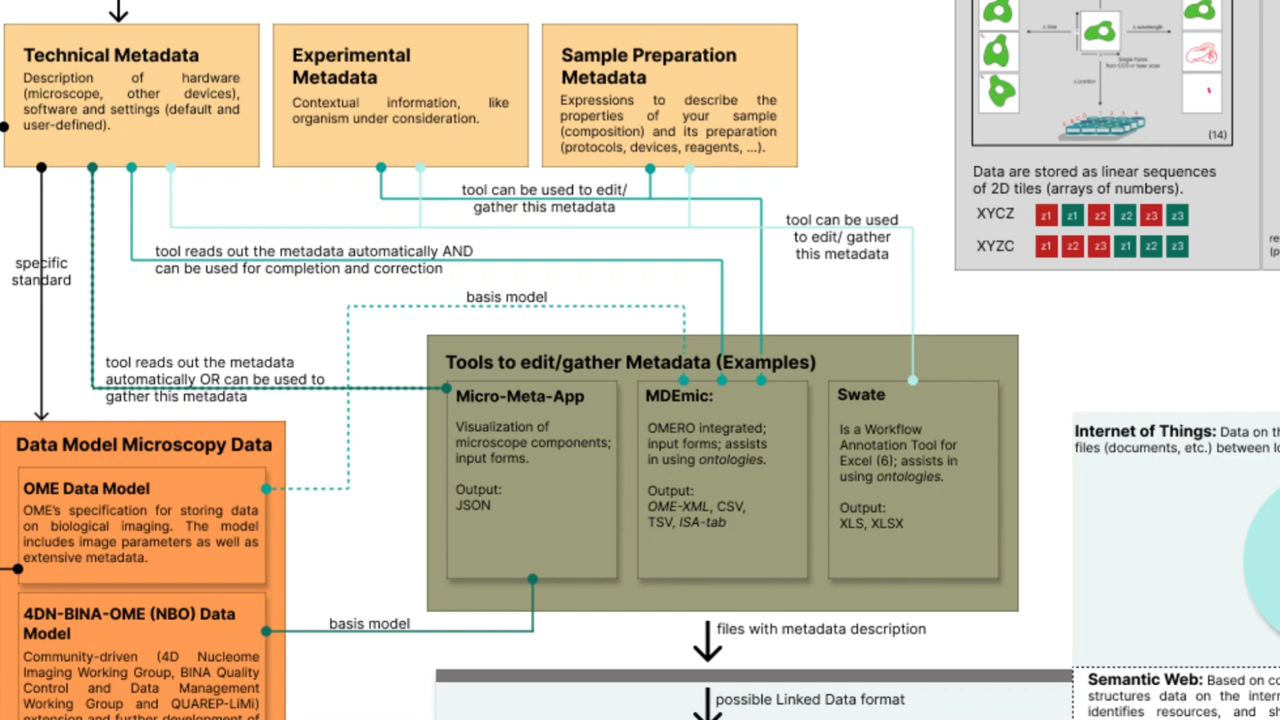 Technical Metadata
Description of hardware
(microscope, other devices),
software and settings (default and
user-defined).
Experimental
Metadata
Contextual information, like
organism under consideration.
Sample Preparation
Metadata
Expressions to describe the
properties of your sample
(composition) and its preparation
(protocols, devices, reagents, ...).
(14)
Data are stored as linear sequences
of 2D tiles (arrays of numbers).
XYCZ z1 z1 z2 z2 z3 z3
XYZC z1 z2 z3 z1 z2 z3
tool can be used to edit/
gather this metadata
tool can be used
to edit/ gather
this metadata
tool reads out the metadata automatically AND
can be used for completion and correction
specific
standard
basis model
tool reads out the metadata
automatically OR can be used to
gather this metadata
Tools to edit/gather Metadata (Examples)
Micro-Meta-App
Visualization of
microscope components;
input forms.
Output:
JSON
MDEmic:
OMERO integrated;
input forms; assists
in using ontologies.
Output:
OME-XML, CSV,
TSV, ISA-tab
Swate
Is a Workflow
Annotation Tool for
Excel (6); assists in
using ontologies.
Output:
XLS, XLSX
Data Model Microscopy Data
OME Data Model
OME's specification for storing data
on biological imaging. The model
includes image parameters as well as
extensive metadata.
4DN-BINA-OME (NBO) Data
Model
Community-driven (4D Nucleome
Imaging Working Group, BINA Quality
Control and Data Management
Working Group and QUAREP-LiMi)
extension and further development of
basis model
files with metadata description
possible Linked Data format
Internet of Things: Data on
files (documents, etc.) between
Semantic Web: Based on
structures data on the
identifies resources, and